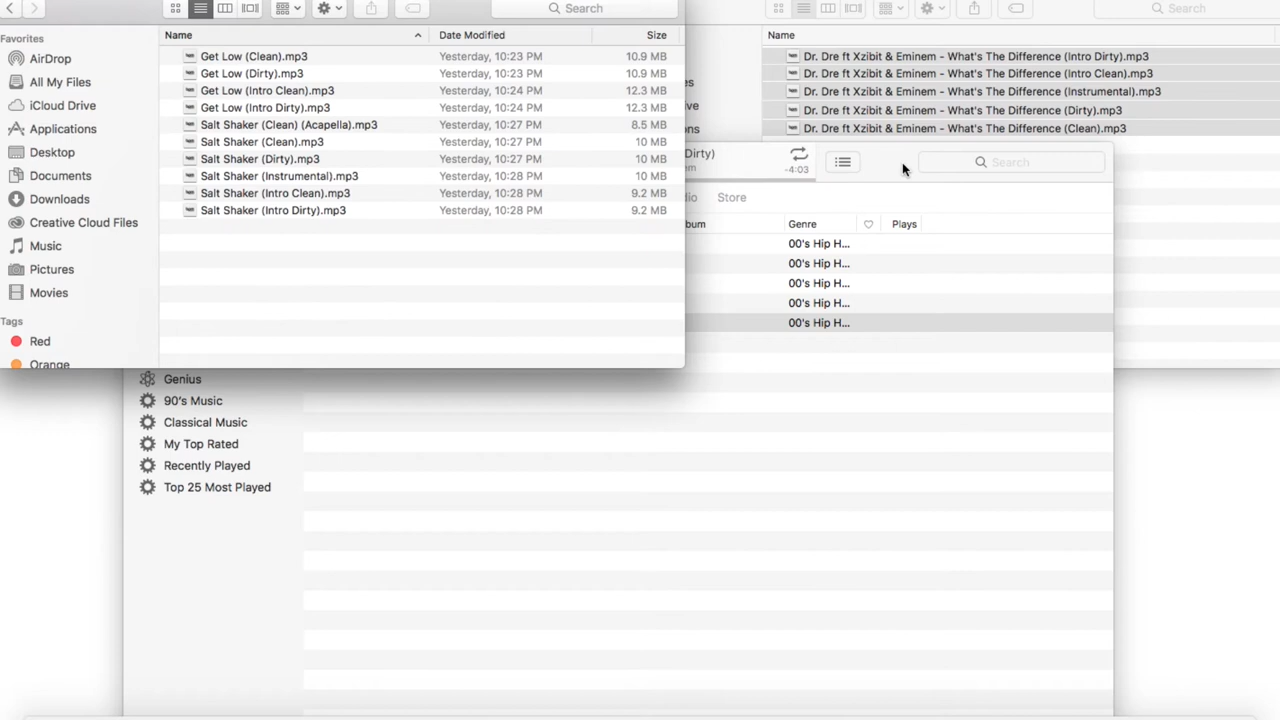 Search
Search
Favorites
AirDrop
All My Files
iCloud Drive
Applications
Desktop
Documents
Downloads
Creative Cloud Files
Music
Pictures
Movies
Tags
Red
Orange
Name Date Modified Size
Get Low (Clean).mp3 Yesterday, 10:23 PM 10.9 MB
Get Low (Dirty).mp3 Yesterday, 10:23 PM 10.9 MB
Get Low (Intro Clean).mp3 Yesterday, 10:24 PM 12.3 MB
Get Low (Intro Dirty).mp3 Yesterday, 10:24 PM 12.3 MB
Salt Shaker (Clean) (Acapella).mp3 Yesterday, 10:27 PM 8.5 MB
Salt Shaker (Clean).mp3 Yesterday, 10:27 PM 10 MB
Salt Shaker (Dirty).mp3 Yesterday, 10:27 PM 10 MB
Salt Shaker (Instrumental).mp3 Yesterday, 10:28 PM 10 MB
Salt Shaker (Intro Clean).mp3 Yesterday, 10:28 PM 9.2 MB
Salt Shaker (Intro Dirty).mp3 Yesterday, 10:28 PM 9.2 MB
Name
Dr. Dre ft Xzibit & Eminem - What's The Difference (Intro Dirty).mp3
Dr. Dre ft Xzibit & Eminem - What's The Difference (Intro Clean).mp3
Dr. Dre ft Xzibit & Eminem - What's The Difference (Instrumental).mp3
Dr. Dre ft Xzibit & Eminem - What's The Difference (Dirty).mp3
Dr. Dre ft Xzibit & Eminem - What's The Difference (Clean).mp3
es
ive
ns
Dirty)
em
-4:03
Search
dio Store
bum Genre Plays
00's Hip H...
00's Hip H...
00's Hip H...
00's Hip H...
00's Hip H...
Genius
90's Music
Classical Music
My Top Rated
Recently Played
Top 25 Most Played